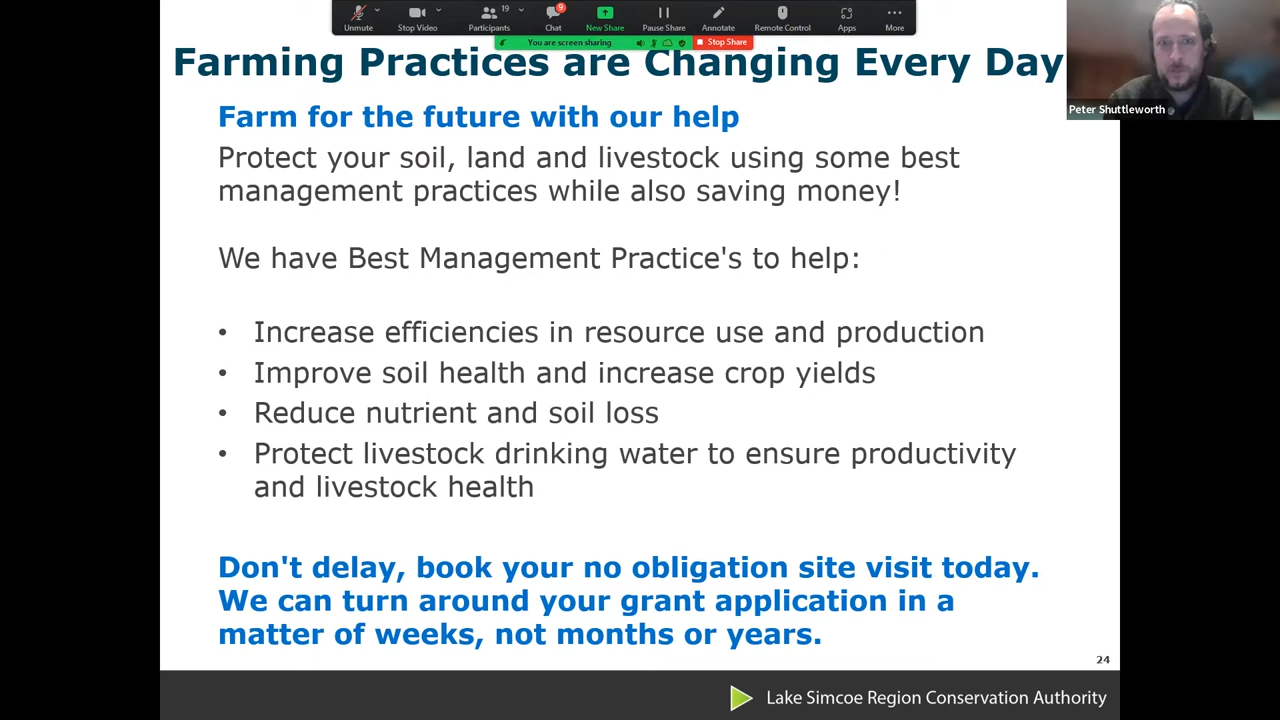 19
9
Unmute
Stop Video
Participants
Chat
New Share
Pause Share
Annotate
Remote Control
Apps
More
You are screen sharing
Stop Share
Farming Practices are Changing Every Day
Peter Shuttleworth
Farm for the future with our help
Protect your soil, land and livestock using some best
management practices while also saving money!
We have Best Management Practice's to help:
• Increase efficiencies in resource use and production
• Improve soil health and increase crop yields
• Reduce nutrient and soil loss
• Protect livestock drinking water to ensure productivity
and livestock health
Don't delay, book your no obligation site visit today.
We can turn around your grant application in a
matter of weeks, not months or years.
24
Lake Simcoe Region Conservation Authority